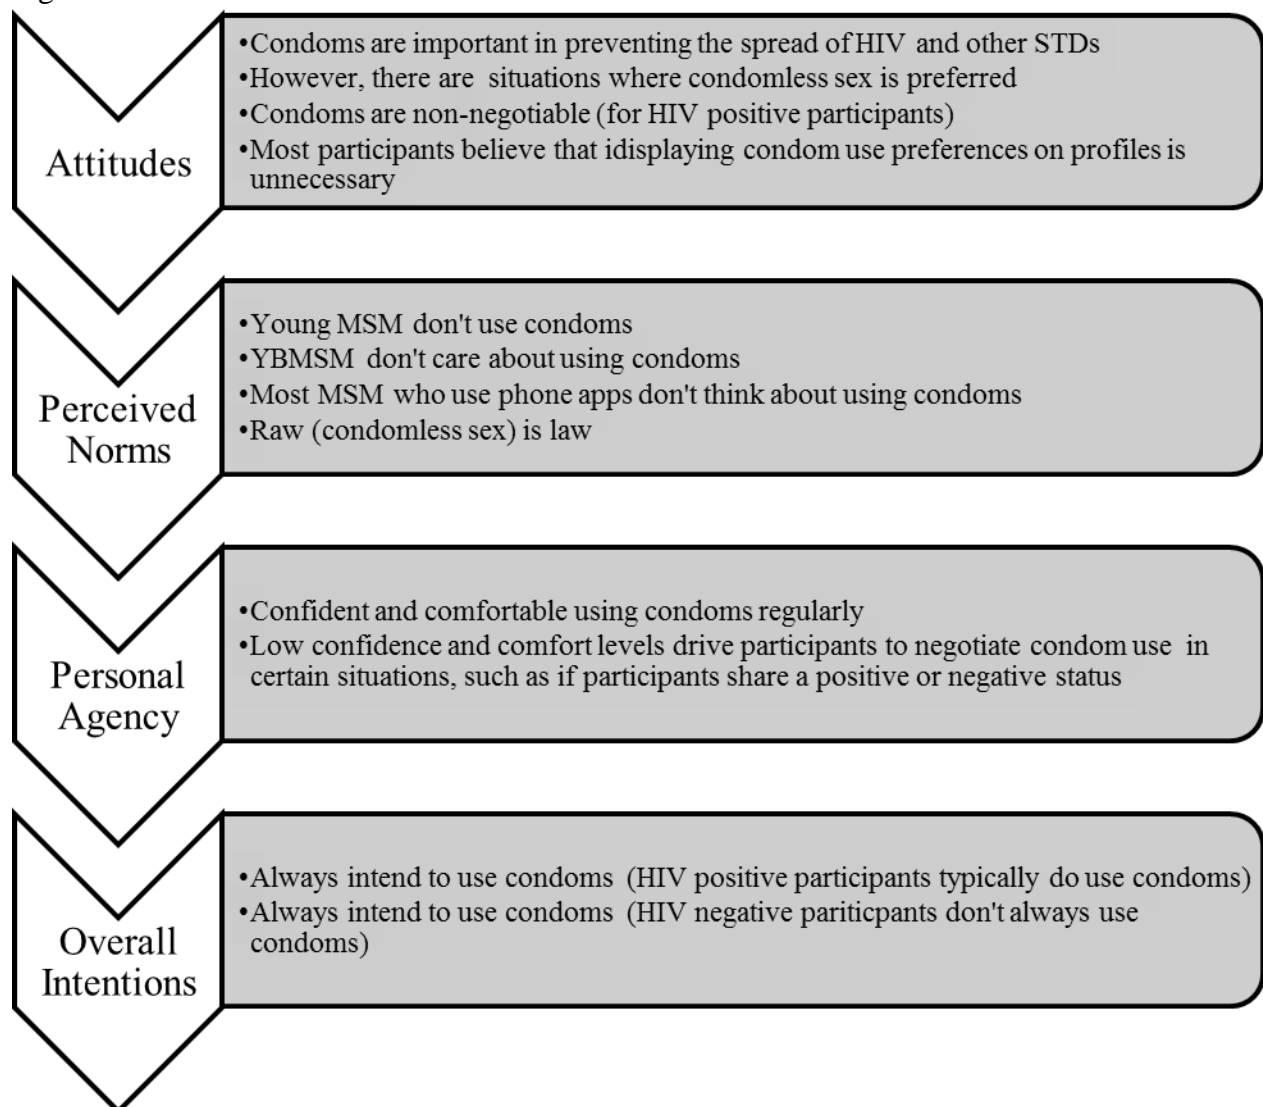 Attitudes
•Condoms are important in preventing the spread of HIV and other STDs
•However, there are situations where condomless sex is preferred
•Condoms are non-negotiable (for HIV positive participants)
•Most participants believe that idisplaying condom use preferences on profiles is
unnecessary
Perceived
Norms
•Young MSM don't use condoms
•YBMSM don't care about using condoms
•Most MSM who use phone apps don't think about using condoms
•Raw (condomless sex) is law
Personal
Agency
•Confident and comfortable using condoms regularly
•Low confidence and comfort levels drive participants to negotiate condom use in
certain situations, such as if participants share a positive or negative status
Overall
Intentions
•Always intend to use condoms (HIV positive participants typically do use condoms)
•Always intend to use condoms (HIV negative pariticpants don't always use
condoms)